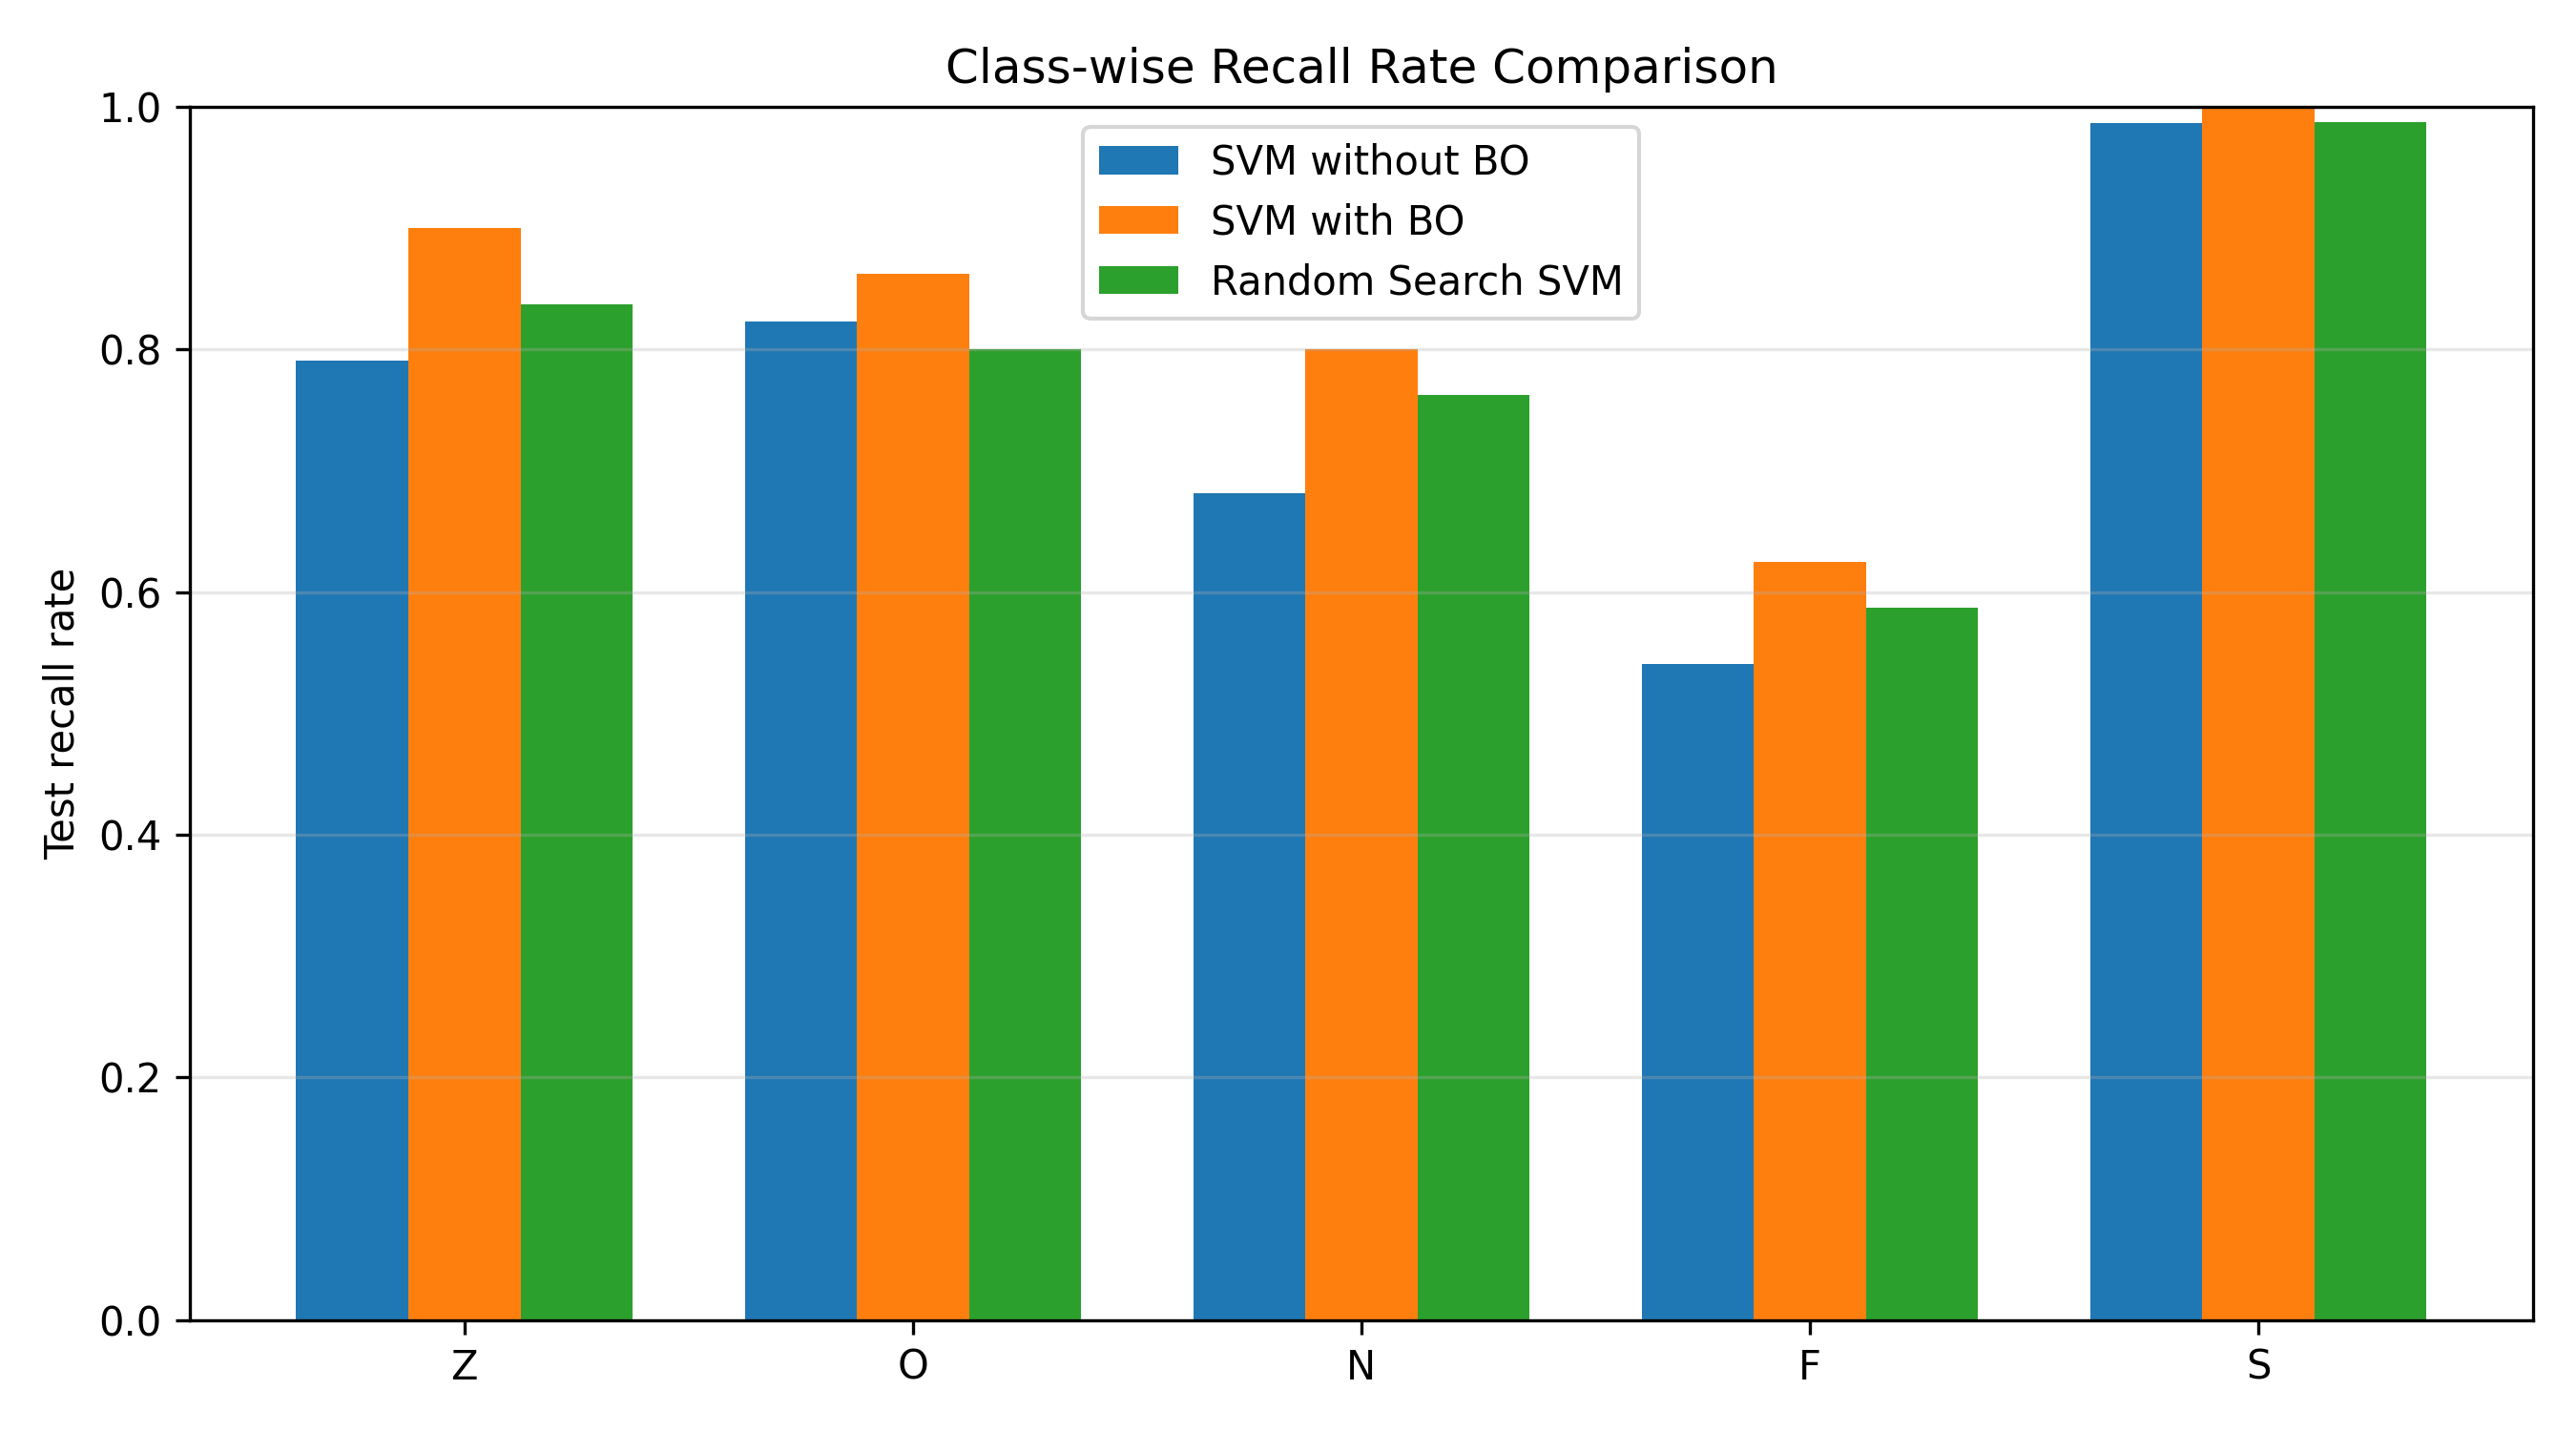 Class-wise Recall Rate Comparison
SVM without BO
SVM with BO
Random Search SVM
Test recall rate
1.0
0.8
0.6
0.4
0.2
0.0
Z O N F S